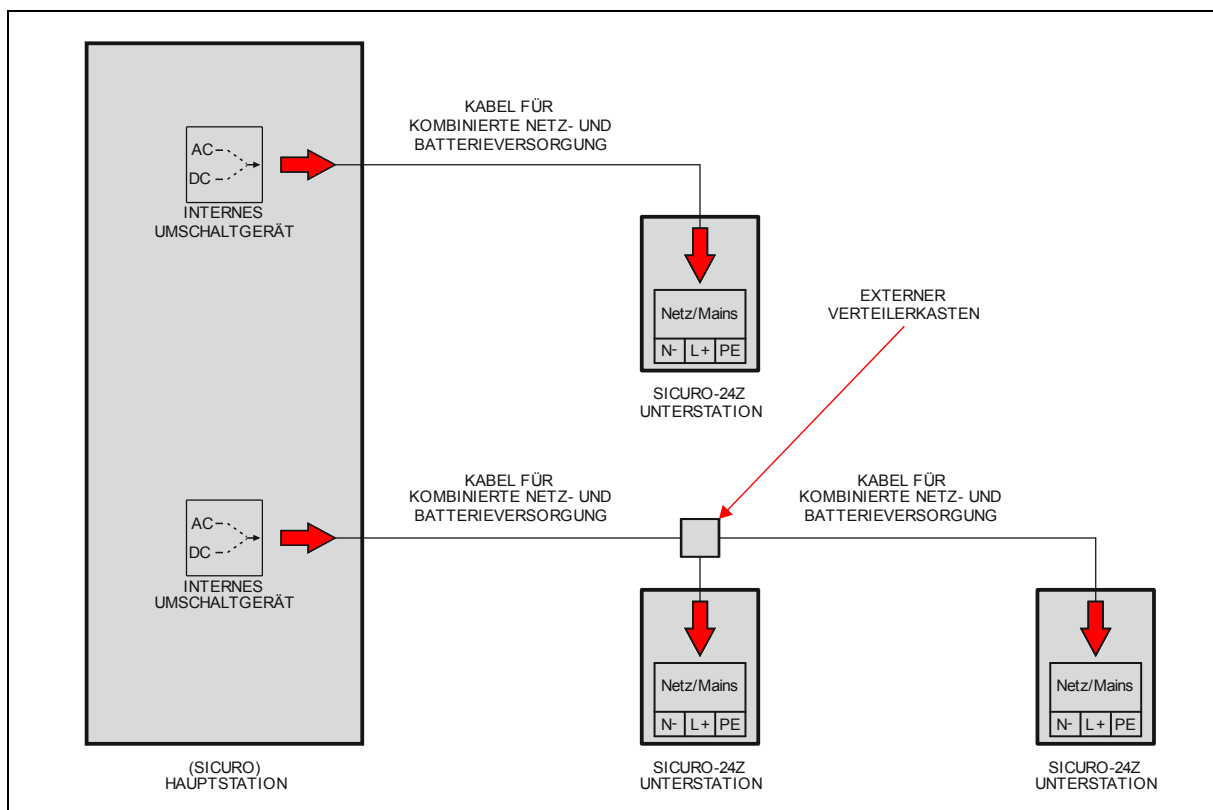 KABEL FÜR
KOMBINIERTE NETZ- UND
BATTERIEVERSORGUNG
AC
DC
INTERNES
UMSCHALTGERÄT
Netz/Mains
N- L+ PE
SICURO-24Z
UNTERSTATION
EXTERNER
VERTEILERKASTEN
KABEL FÜR
KOMBINIERTE NETZ- UND
BATTERIEVERSORGUNG
KABEL FÜR
KOMBINIERTE NETZ- UND
BATTERIEVERSORGUNG
AC
DC
INTERNES
UMSCHALTGERÄT
Netz/Mains
N- L+ PE
Netz/Mains
N- L+ PE
(SICURO)
HAUPTSTATION
SICURO-24Z
UNTERSTATION
SICURO-24Z
UNTERSTATION